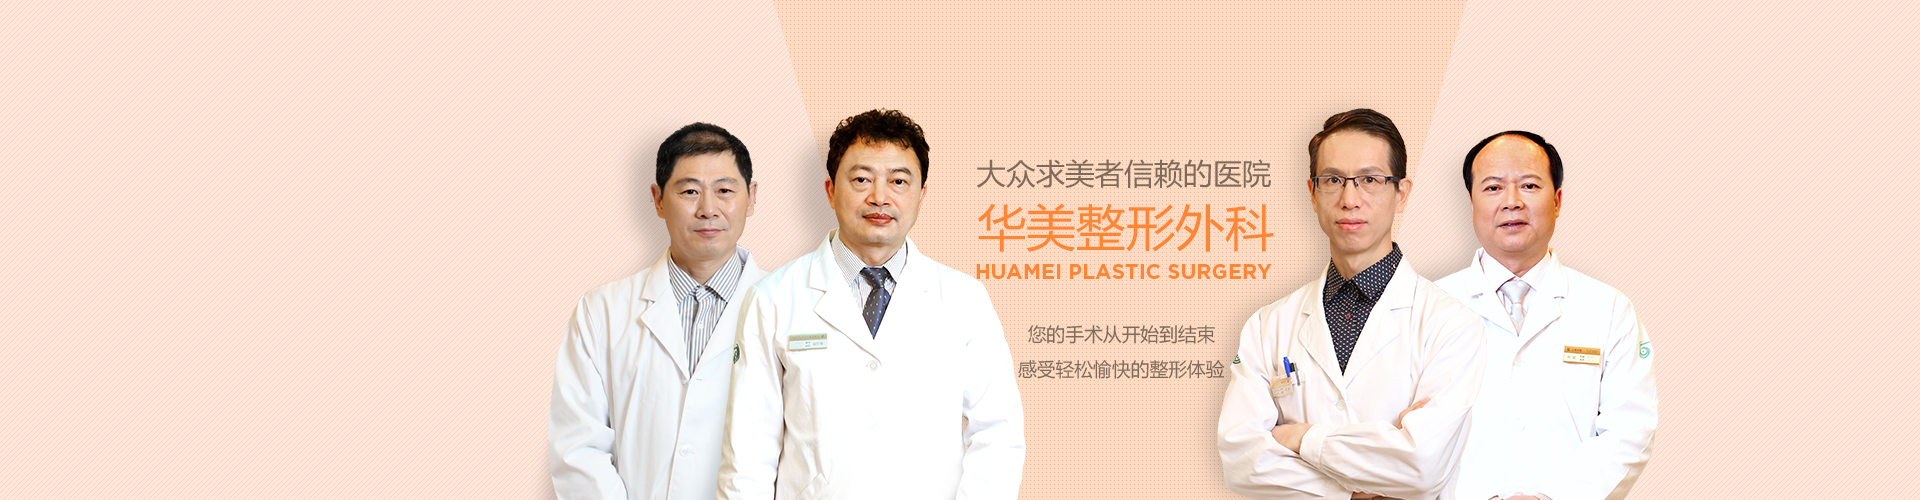 大众求美者信赖的医院
华美整形外科
HUAMEI PLASTIC SURGERY
您的手术从开始到结束
感受轻松愉快的整形体验